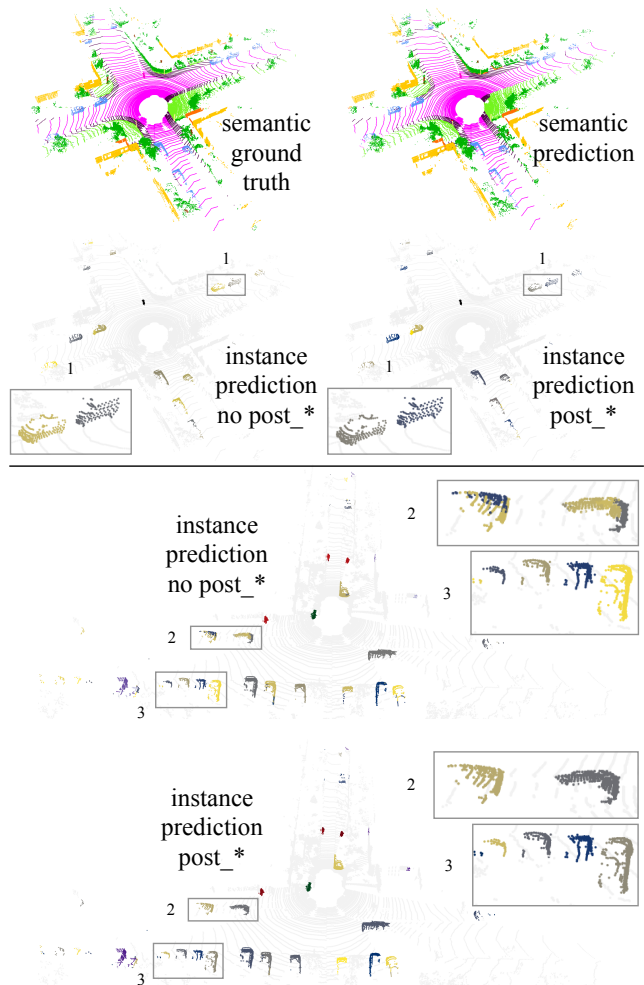 semantic
ground
truth
semantic
prediction
1
1
instance
prediction
no post_*
1
1
instance
prediction
post_*
instance
prediction
no post_*
2
3
2
3
instance
prediction
post_*
2
3
2
3